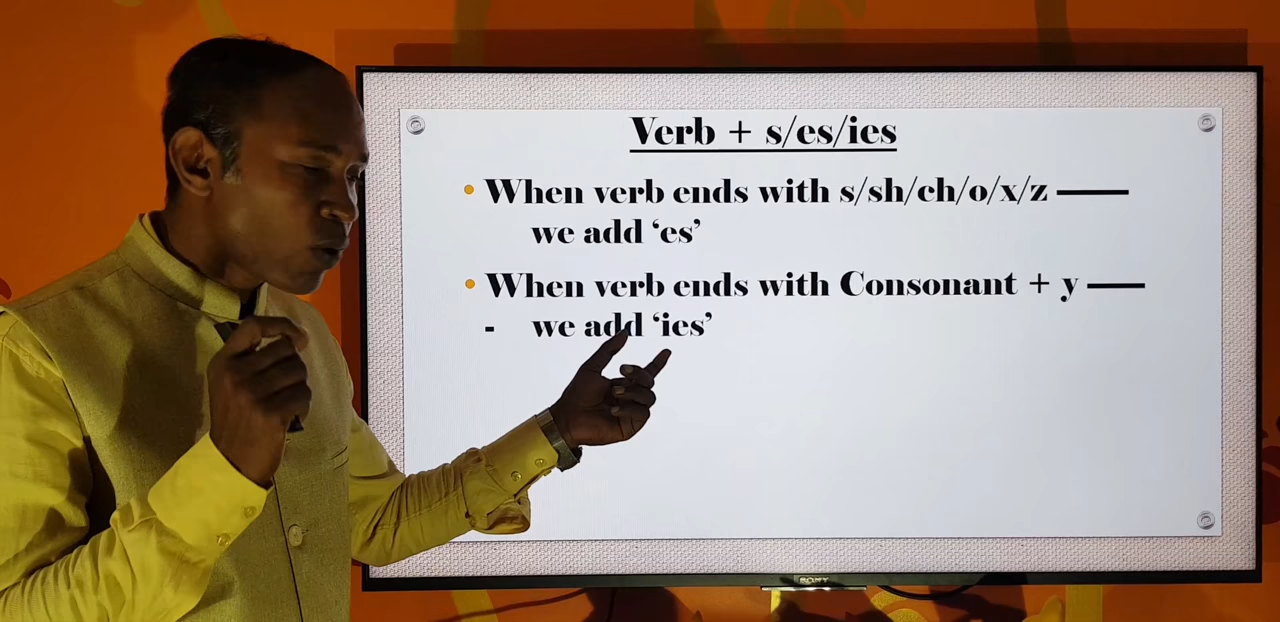 Verb + s/es/ies
• When verb ends with s/sh/ch/o/x/z ——
we add ‘es’
• When verb ends with Consonant + y ——
- we add ‘ies’
SONY